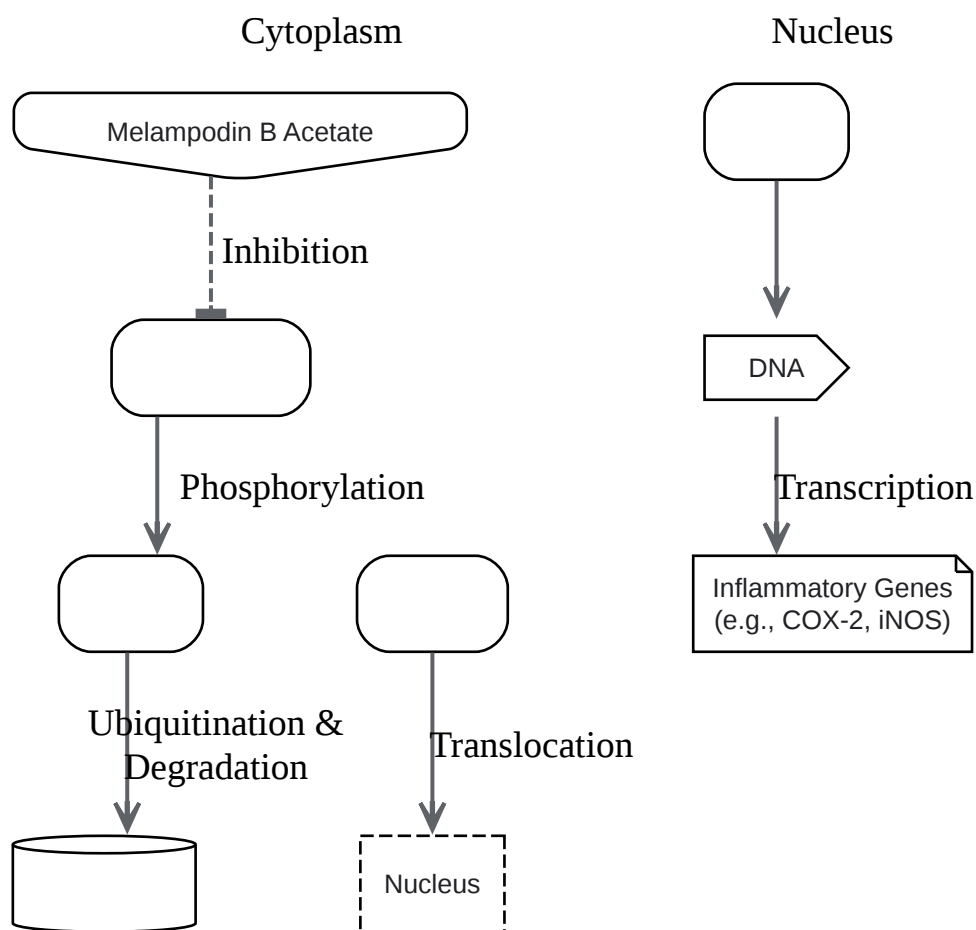 Cytoplasm
Nucleus
Melampodin B Acetate
Inhibition
DNA
Phosphorylation
Transcription
Inflammatory Genes
(e.g., COX-2, iNOS)
Ubiquitination &
Degradation
Translocation
Nucleus